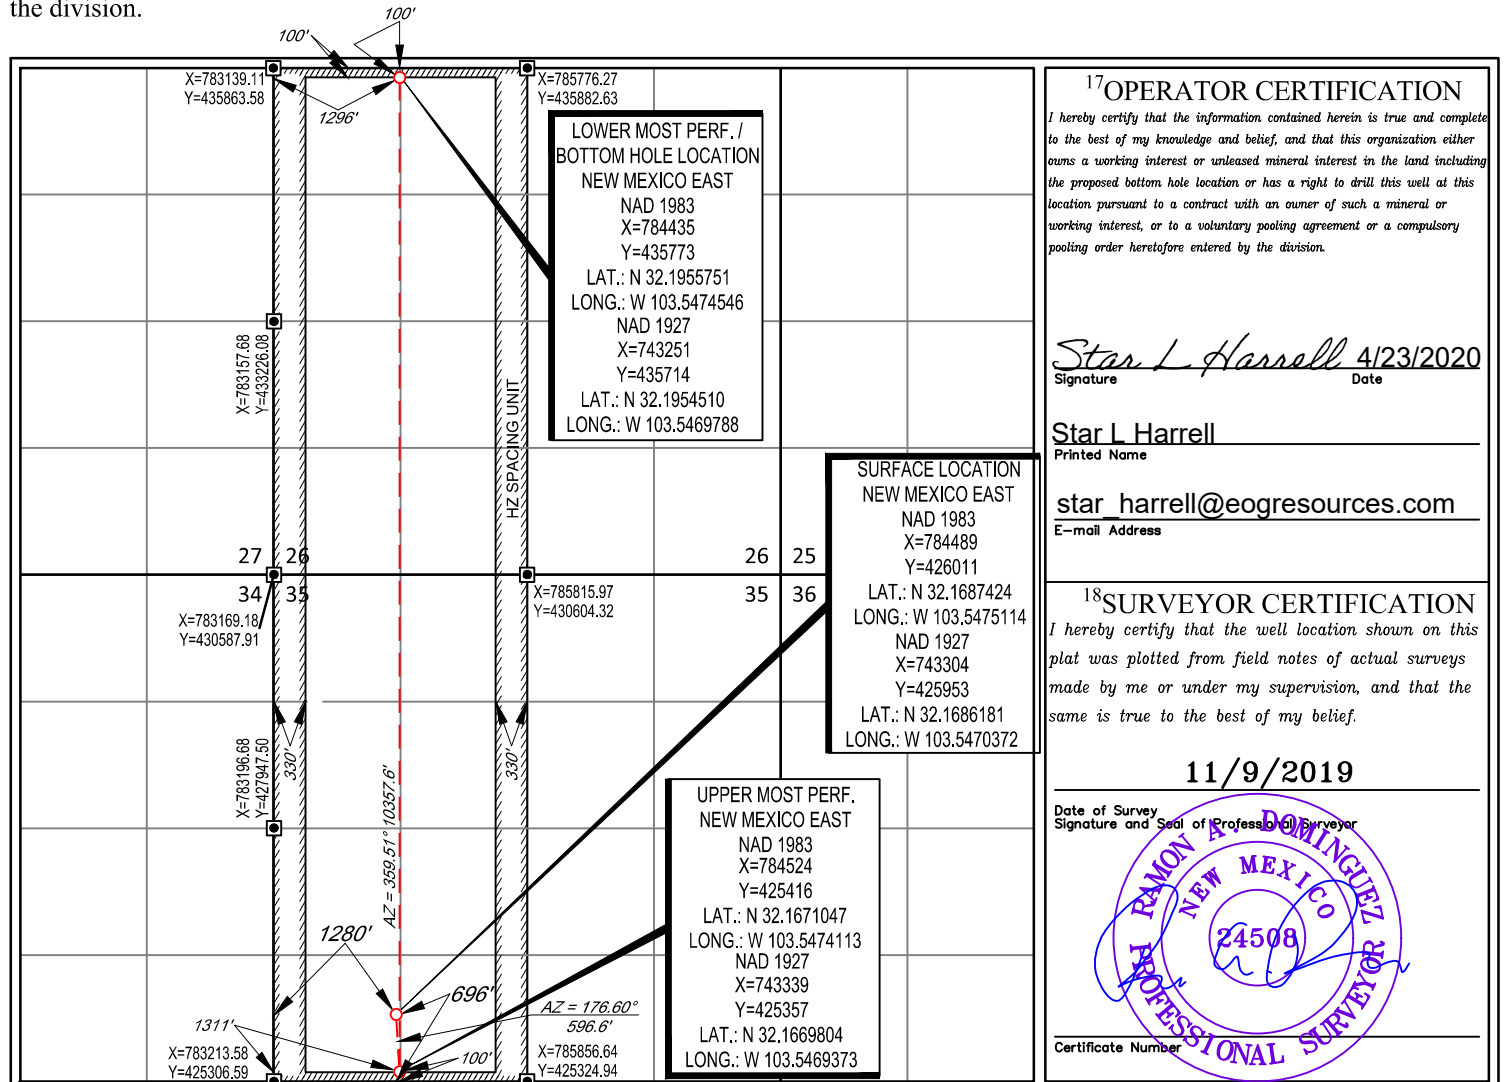 the division.
100'
100'
X=783139.11
Y=435863.58
1296'
X=785776.27
Y=435882.63
LOWER MOST PERF. /
BOTTOM HOLE LOCATION
NEW MEXICO EAST
NAD 1983
X=784435
Y=435773
LAT.: N 32.1955751
LONG.: W 103.5474546
NAD 1927
X=743251
Y=435714
LAT.: N 32.1954510
LONG.: W 103.5469788
X=783157.68
Y=433226.08
HZ SPACING UNIT
27 26
34 35
26 25
35 36
X=783169.18
Y=430587.91
X=785815.97
Y=430604.32
SURFACE LOCATION
NEW MEXICO EAST
NAD 1983
X=784489
Y=426011
LAT.: N 32.1687424
LONG.: W 103.5475114
NAD 1927
X=743304
Y=425953
LAT.: N 32.1686181
LONG.: W 103.5470372
X=783196.68
Y=427947.50
330'
330'
AZ = 359.51° 10357.6'
UPPER MOST PERF.
NEW MEXICO EAST
NAD 1983
X=784524
Y=425416
LAT.: N 32.1671047
LONG.: W 103.5474113
NAD 1927
X=743339
Y=425357
LAT.: N 32.1669804
LONG.: W 103.5469373
1280'
696'
AZ = 176.60°
596.6'
1311'
100'
X=783213.58
Y=425306.59
X=785856.64
Y=425324.94
17OPERATOR CERTIFICATION
I hereby certify that the information contained herein is true and complete
to the best of my knowledge and belief, and that this organization either
owns a working interest or unleased mineral interest in the land including
the proposed bottom hole location or has a right to drill this well at this
location pursuant to a contract with an owner of such a mineral or
working interest, or to a voluntary pooling agreement or a compulsory
pooling order heretofore entered by the division.
Star L Harrell 4/23/2020
Signature Date
Star L Harrell
Printed Name
star_harrell@eogresources.com
E-mail Address
18SURVEYOR CERTIFICATION
I hereby certify that the well location shown on this
plat was plotted from field notes of actual surveys
made by me or under my supervision, and that the
same is true to the best of my belief.
11/9/2019
Date of Survey
Signature and Seal of Professional Surveyor
RAMON A. DOMINGUEZ
NEW MEXICO
24508
PROFESSIONAL SURVEYOR
Certificate Number